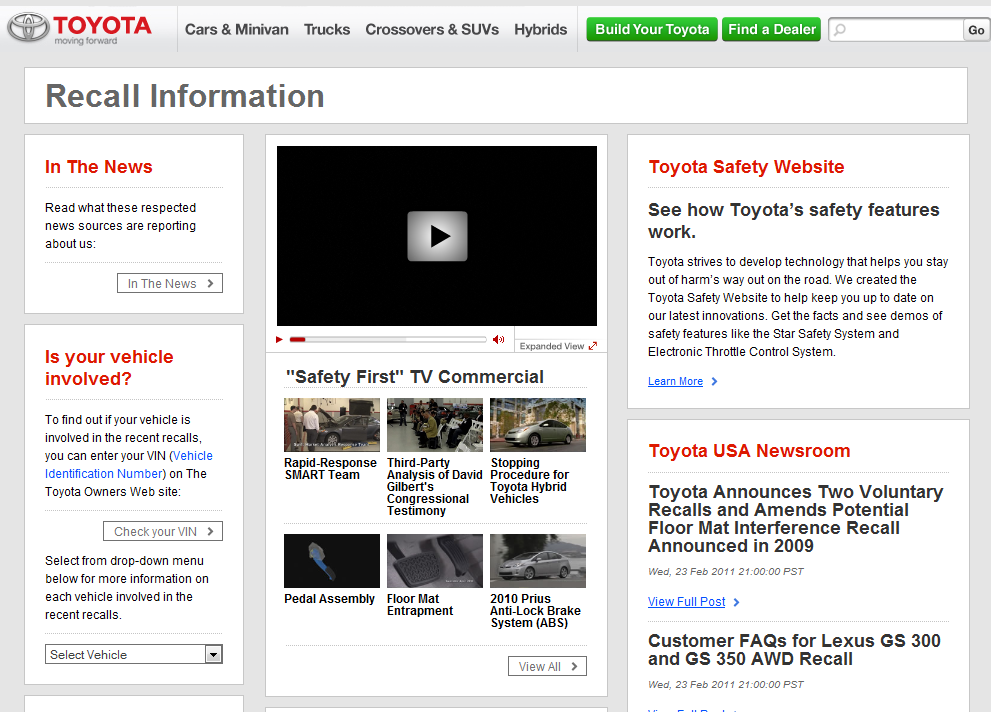 TOYOTA
moving forward
Cars & Minivan Trucks Crossovers & SUVs Hybrids
Build Your Toyota
Find a Dealer
Go
Recall Information
In The News
Read what these respected
news sources are reporting
about us:
In The News
Is your vehicle
involved?
To find out if your vehicle is
involved in the recent recalls,
you can enter your VIN (Vehicle
Identification Number) on The
Toyota Owners Web site:
Check your VIN
Select from drop-down menu
below for more information on
each vehicle involved in the
recent recalls.
Select Vehicle
Expanded View
"Safety First" TV Commercial
Rapid-Response
SMART Team
Third-Party
Analysis of David
Gilbert's
Congressional
Testimony
Stopping
Procedure for
Toyota Hybrid
Vehicles
Pedal Assembly
Floor Mat
Entrapment
2010 Prius
Anti-Lock Brake
System (ABS)
View All
Toyota Safety Website
See how Toyota’s safety features
work.
Toyota strives to develop technology that helps you stay
out of harm’s way out on the road. We created the
Toyota Safety Website to help keep you up to date on
our latest innovations. Get the facts and see demos of
safety features like the Star Safety System and
Electronic Throttle Control System.
Learn More
Toyota USA Newsroom
Toyota Announces Two Voluntary
Recalls and Amends Potential
Floor Mat Interference Recall
Announced in 2009
Wed, 23 Feb 2011 21:00:00 PST
View Full Post
Customer FAQs for Lexus GS 300
and GS 350 AWD Recall
Wed, 23 Feb 2011 21:00:00 PST